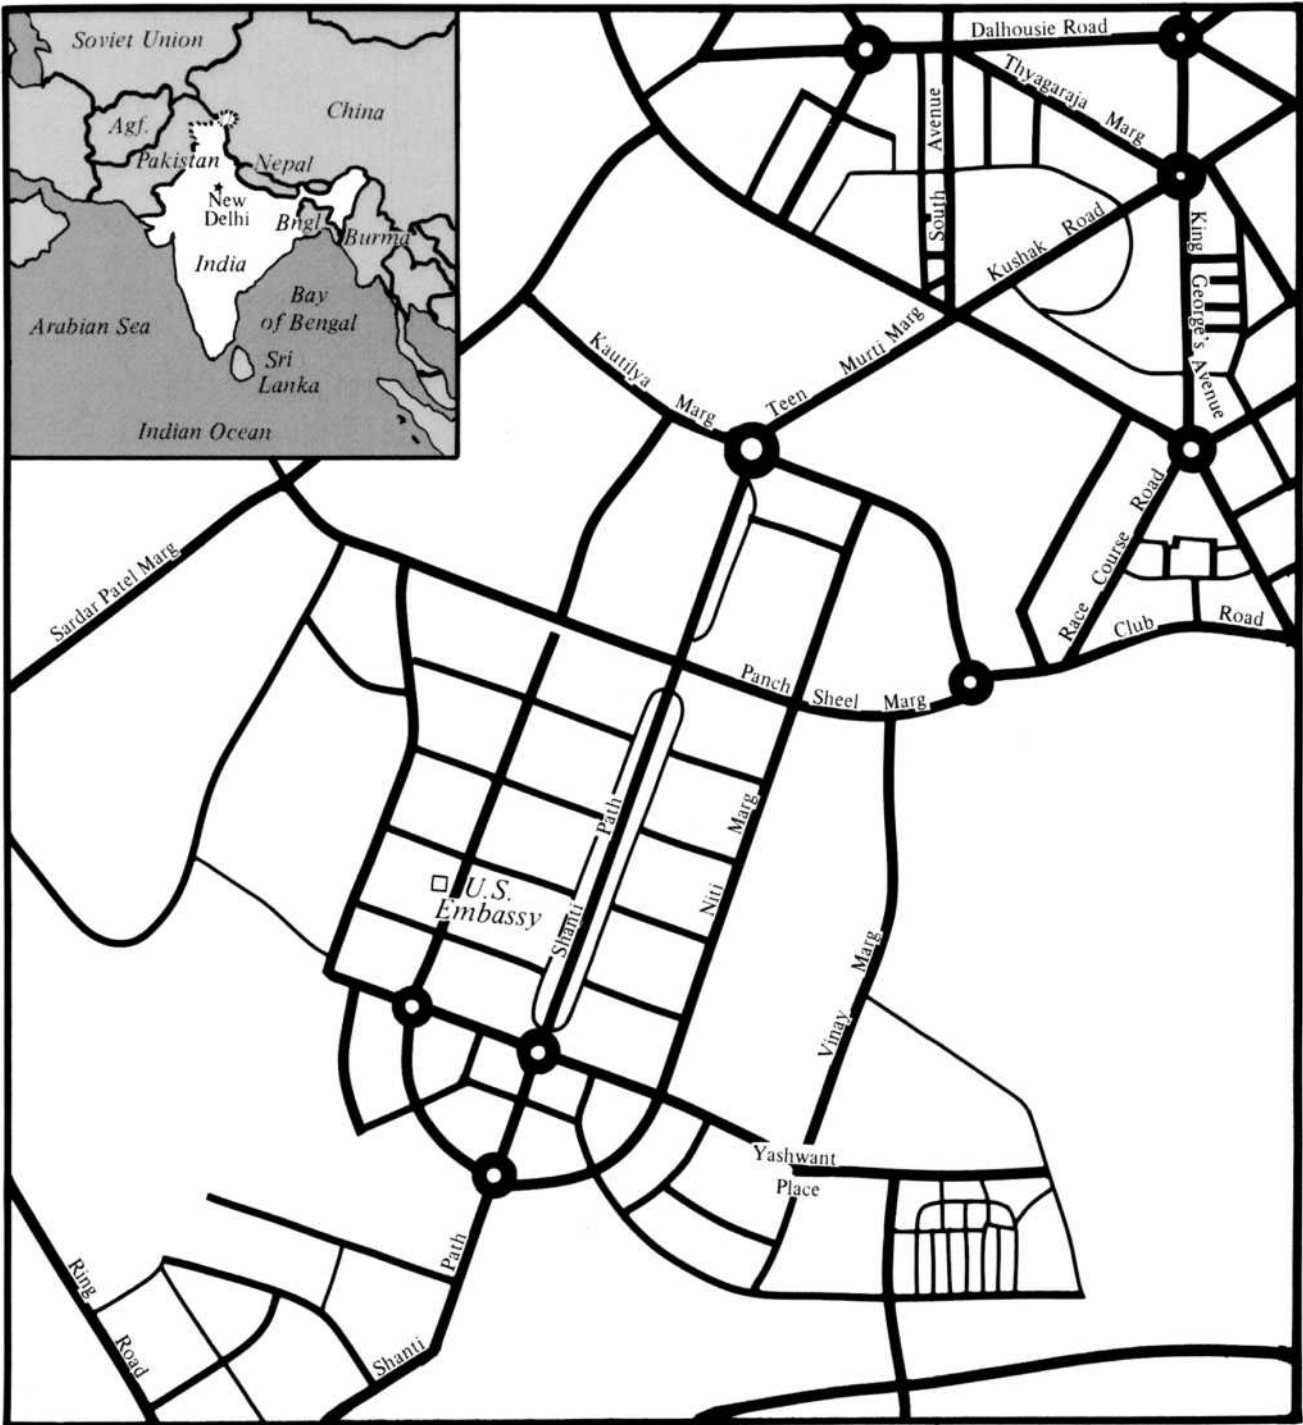 Soviet Union
China
Agf.
Pakistan
Nepal
New
Delhi
Bngl
Burma
India
Arabian Sea
Bay
of Bengal
Sri
Lanka
Indian Ocean
Dalhousie Road
Thyagaraja Marg
South Avenue
Kushak Road
King George's Avenue
Kautilya Marg
Teen Murti Marg
Race Course Road
Club Road
Sardar Patel Marg
Panch Sheel Marg
Shanti Path
Niti Marg
U.S.
Embassy
Vinay Marg
Yashwant
Place
Shanti Path
Ring Road